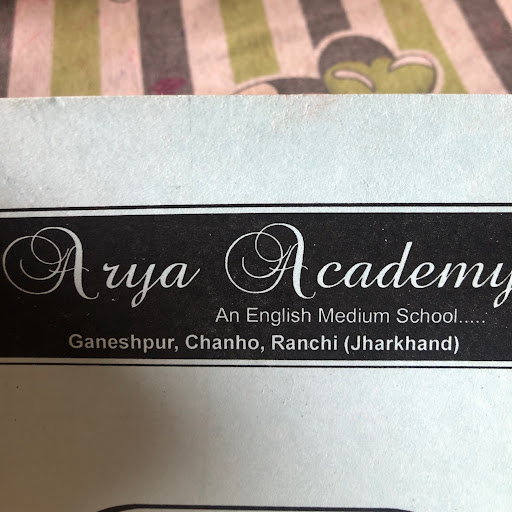 Arya Academy
An English Medium School.....
Ganeshpur, Chanho, Ranchi (Jharkhand)